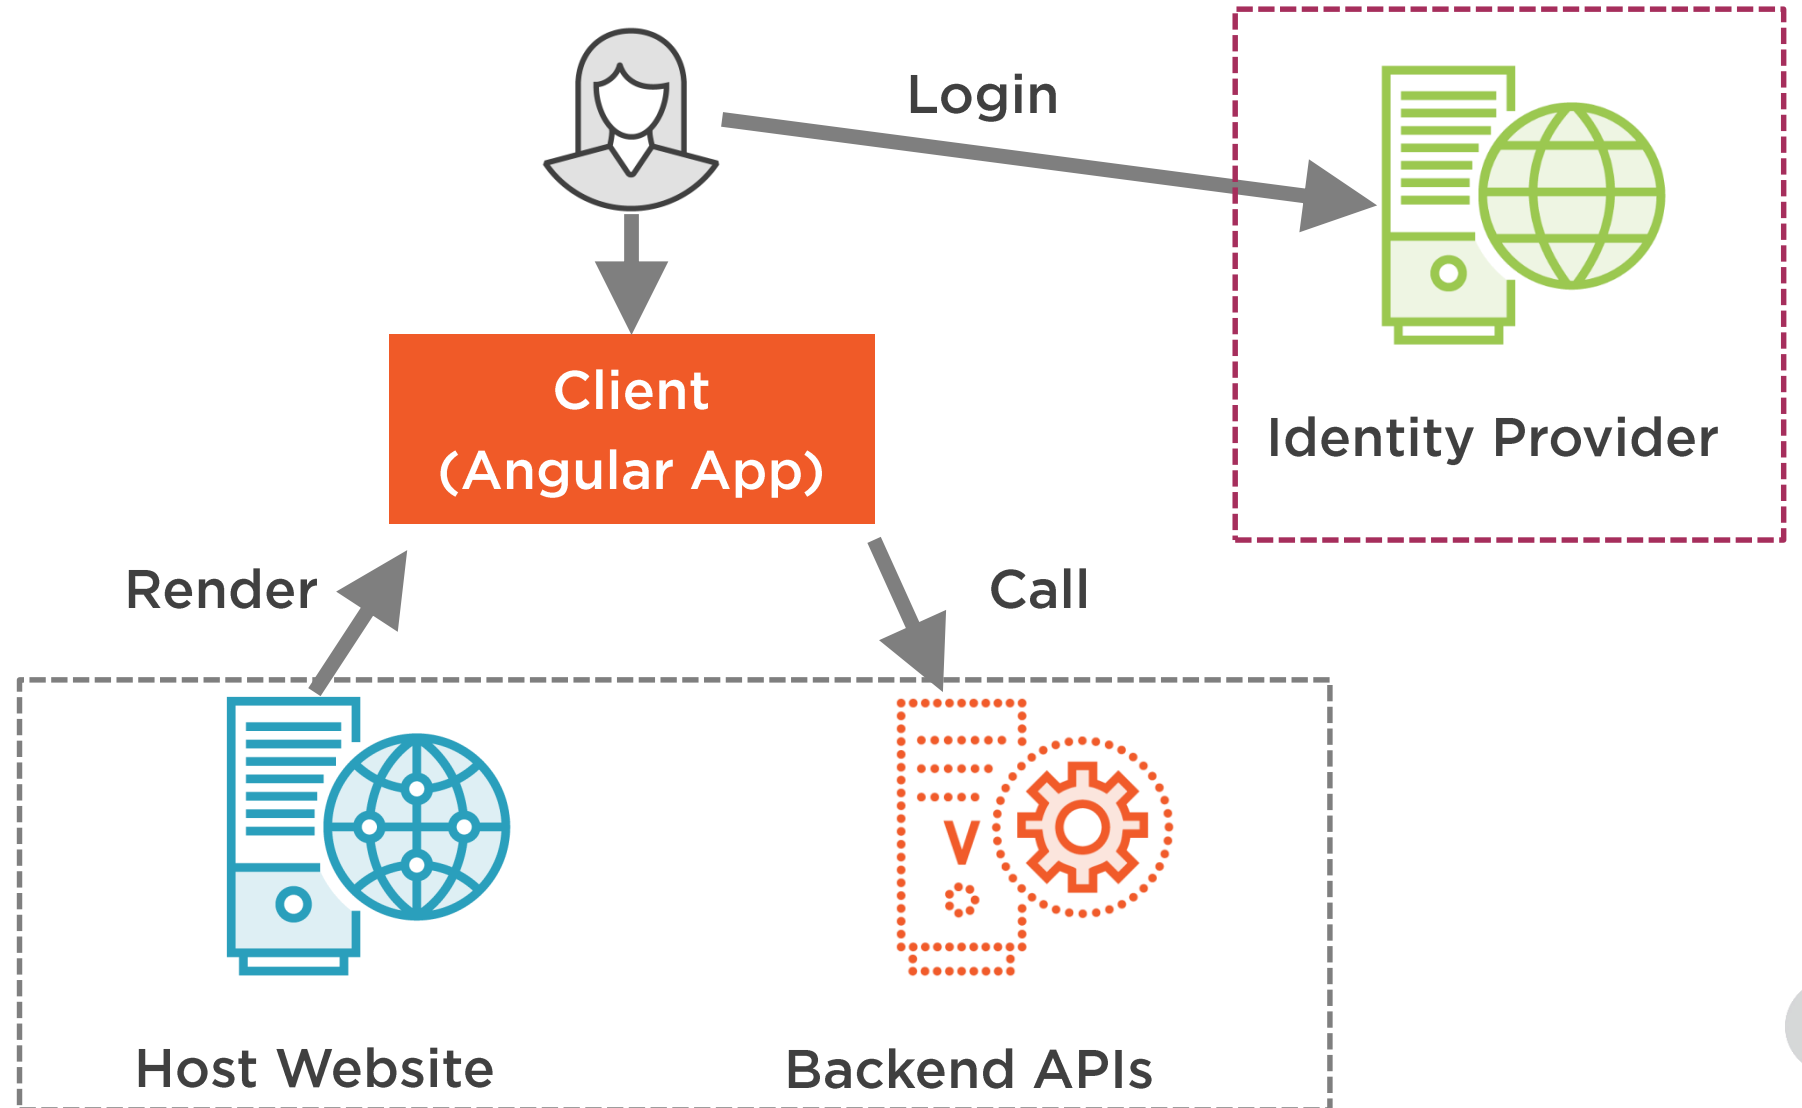 Login
Client
(Angular App)
Identity Provider
Render
Call
Host Website
Backend APIs